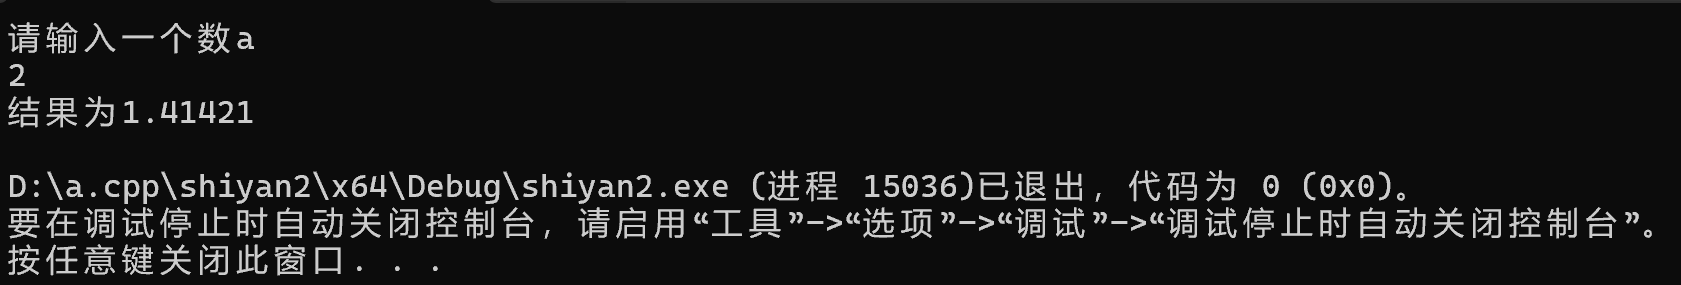 请输入一个数a
2
结果为1.41421
D:\a.cpp\shiyan2\x64\Debug\shiyan2.exe (进程 15036)已退出，代码为 0 (0x0)。
要在调试停止时自动关闭控制台，请启用“工具”->“选项”->“调试”->“调试停止时自动关闭控制台”。
按任意键关闭此窗口. . .